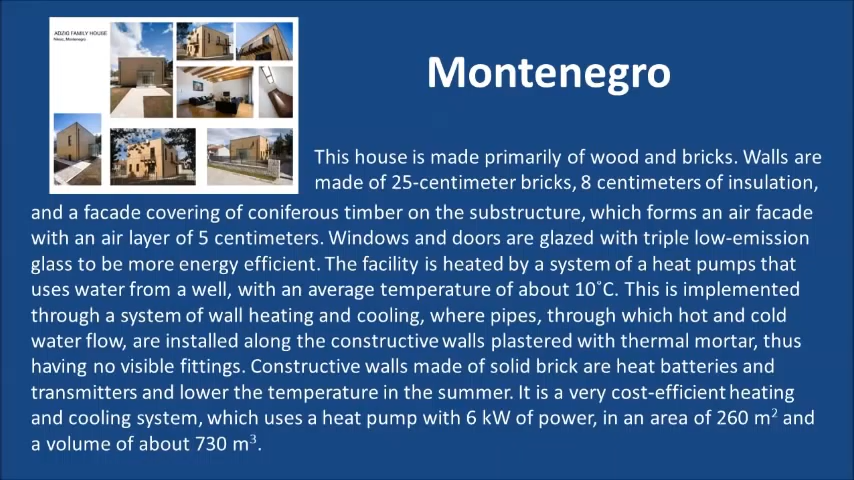 ADZIG FAMILY HOUSE
Niksic, Montenegro
Montenegro
This house is made primarily of wood and bricks. Walls are
made of 25-centimeter bricks, 8 centimeters of insulation,
and a facade covering of coniferous timber on the substructure, which forms an air facade
with an air layer of 5 centimeters. Windows and doors are glazed with triple low-emission
glass to be more energy efficient. The facility is heated by a system of a heat pumps that
uses water from a well, with an average temperature of about 10˚C. This is implemented
through a system of wall heating and cooling, where pipes, through which hot and cold
water flow, are installed along the constructive walls plastered with thermal mortar, thus
having no visible fittings. Constructive walls made of solid brick are heat batteries and
transmitters and lower the temperature in the summer. It is a very cost-efficient heating
and cooling system, which uses a heat pump with 6 kW of power, in an area of 260 m² and
a volume of about 730 m³.